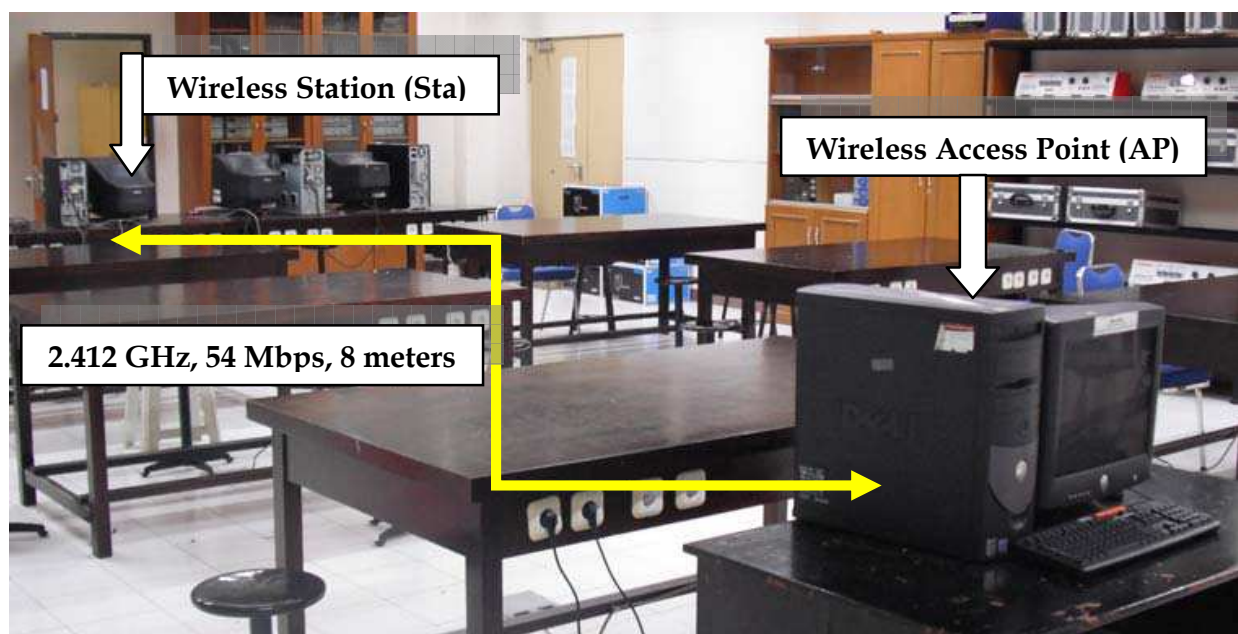 Wireless Station (Sta)
Wireless Access Point (AP)
2.412 GHz, 54 Mbps, 8 meters
DELL